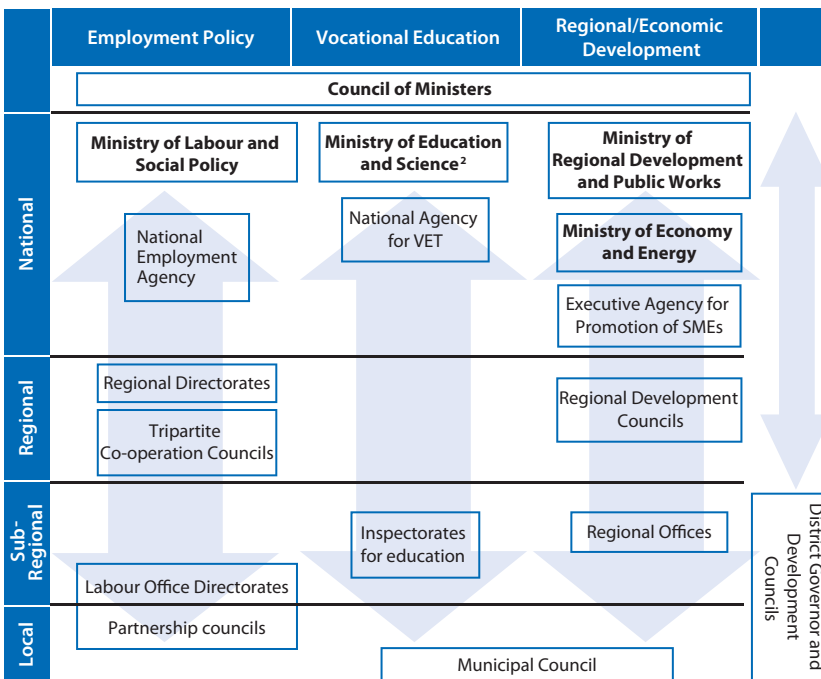 Employment Policy
Vocational Education
Regional/Economic
Development
Council of Ministers
National
Ministry of Labour and
Social Policy
Ministry of Education
and Science²
Ministry of
Regional Development
and Public Works
National
Employment
Agency
National Agency
for VET
Ministry of Economy
and Energy
Executive Agency for
Promotion of SMEs
Regional
Regional Directorates
Tripartite
Co-operation Councils
Regional Development
Councils
Sub-
Regional
Inspectorates
for education
Regional Offices
Labour Office Directorates
District Governor and
Development
Councils
Local
Partnership councils
Municipal Council